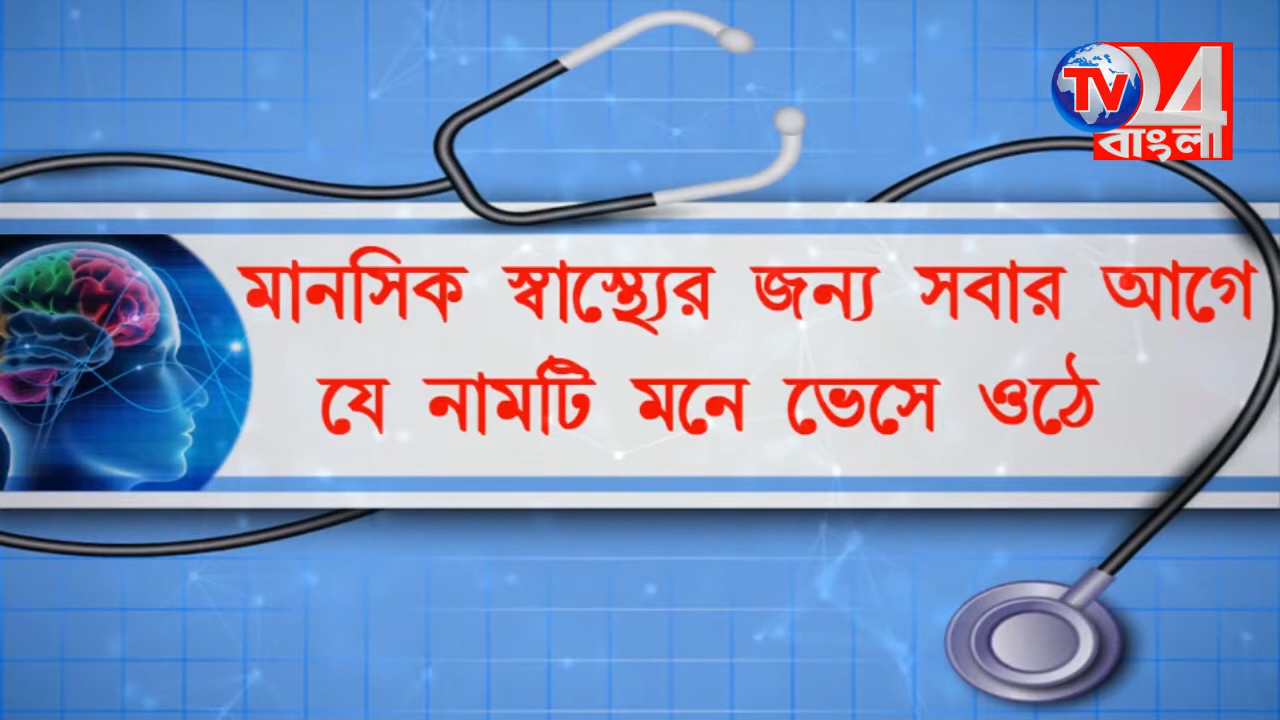 TV 24
বাংলা
মানসিক স্বাস্থ্যের জন্য সবার আগে
যে নামটি মনে ভেসে ওঠে